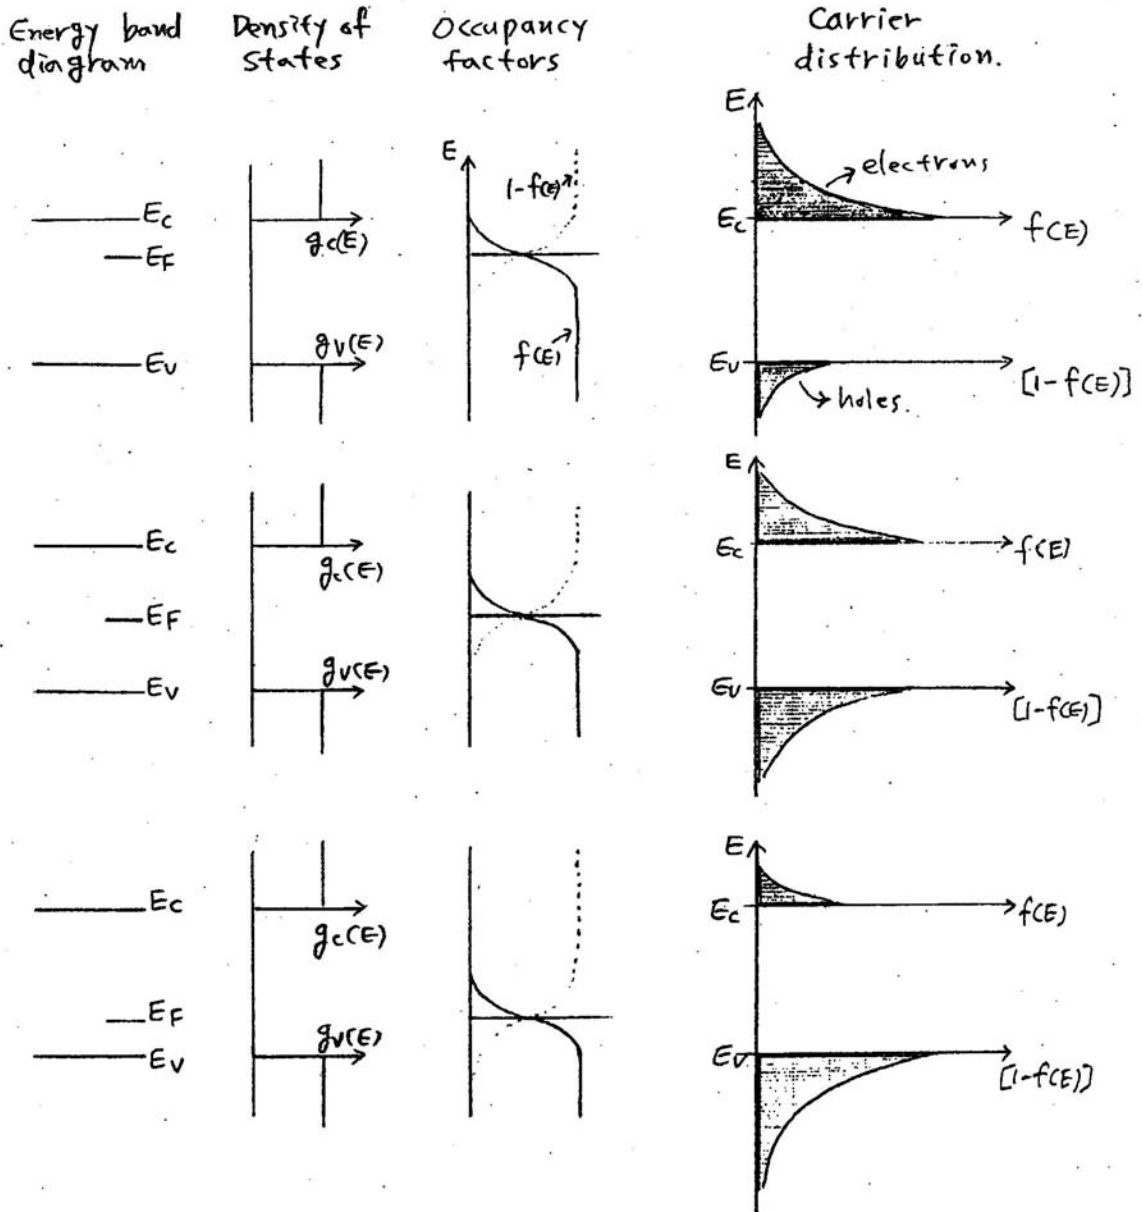 Energy band diagram
Density of States
Occupancy factors
Carrier distribution.
E
Ec
EF
Ev
gc(E)
gv(E)
E
1-f(E)
f(E)
Ec
electrons
f(E)
Ev
holes.
[1-f(E)]
Ec
EF
Ev
gc(E)
gv(E)
E
Ec
f(E)
Ev
[1-f(E)]
Ec
EF
Ev
gc(E)
gv(E)
E
Ec
f(E)
Ev
[1-f(E)]